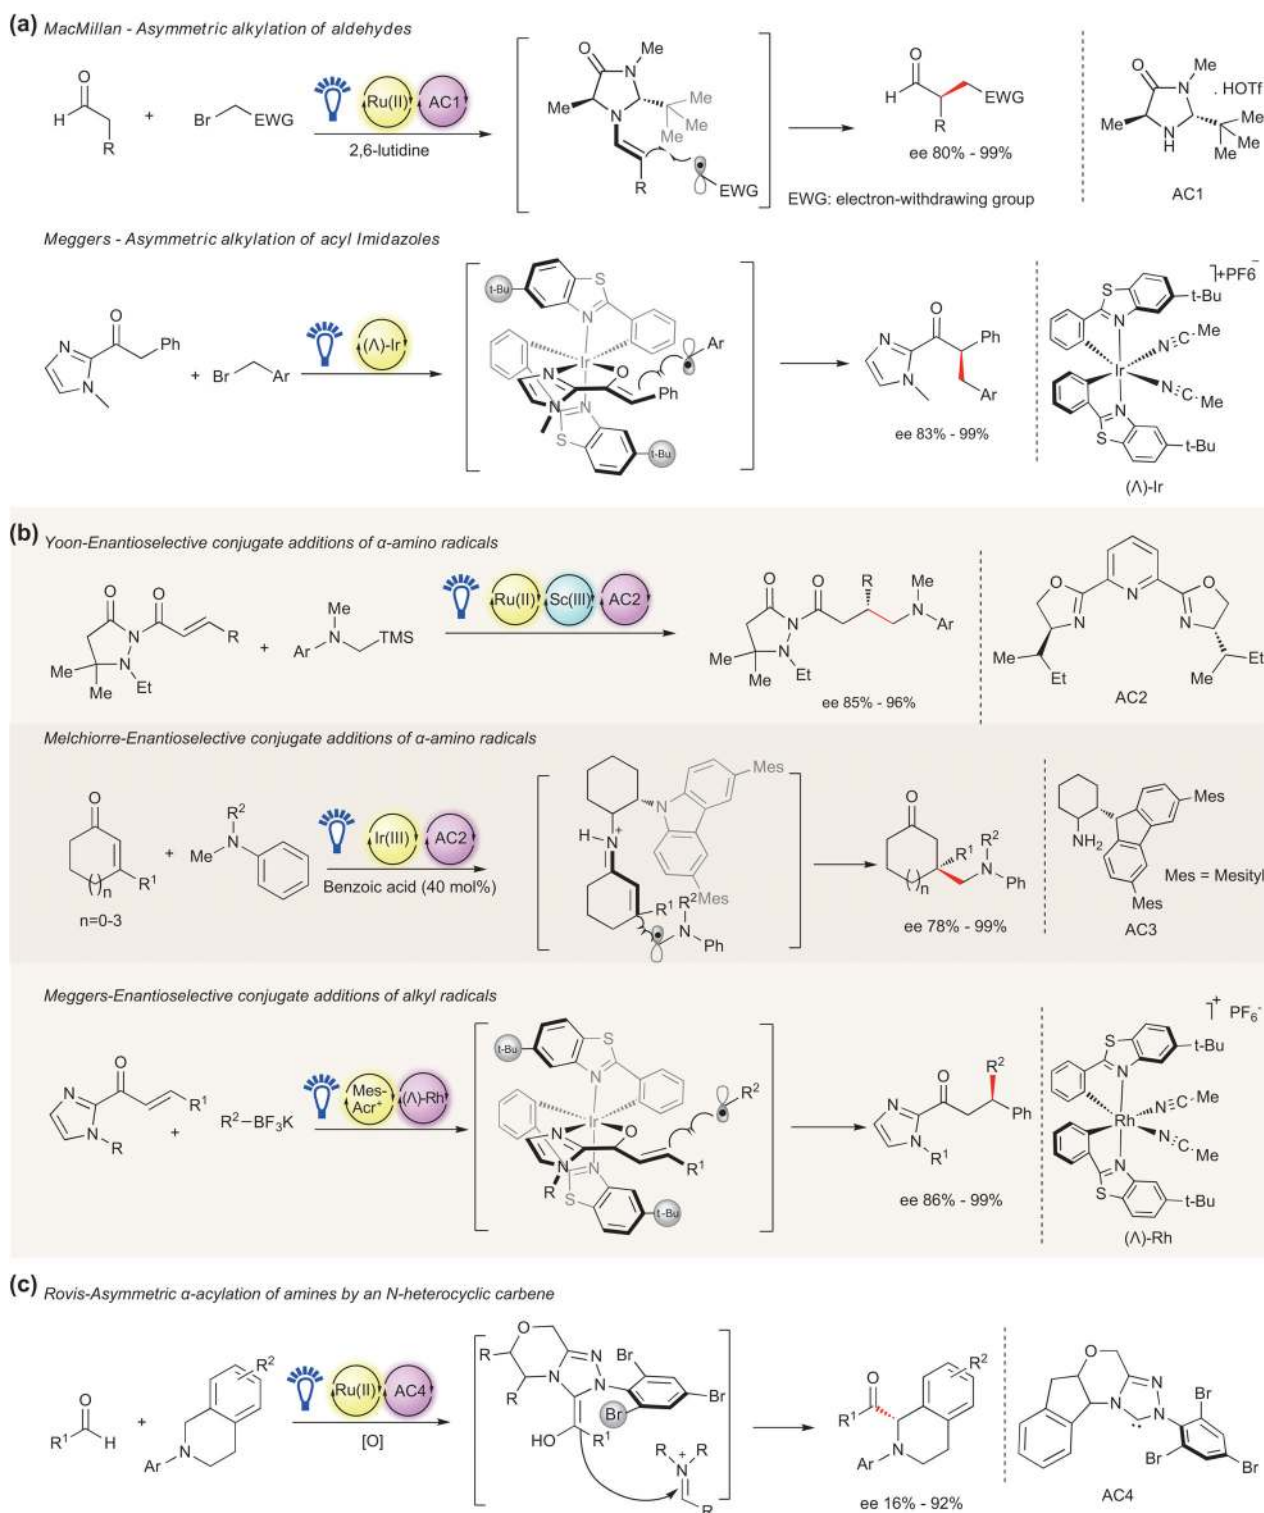 (a) MacMillan - Asymmetric alkylation of aldehydes
O
H
R
+
Br
EWG
Ru(II)
AC1
2,6-lutidine
O
Me
N
Me
N
Me
Me
Me
R
EWG
O
H
EWG
R
ee 80% - 99%
EWG: electron-withdrawing group
O
Me
N
. HOTf
Me
N
H
Me
Me
Me
AC1
Meggers - Asymmetric alkylation of acyl Imidazoles
O
N
Ph
N
+
Br
Ar
(Λ)-Ir
t-Bu
S
N
Ir
N
O
Ar
Ph
N
N
S
t-Bu
O
Ph
N
N
Ar
ee 83% - 99%
+PF6-
S
t-Bu
N
N
C
Me
Ir
N
C
Me
N
S
t-Bu
(Λ)-Ir
(b) Yoon-Enantioselective conjugate additions of α-amino radicals
O
O
N
R
N
Me
Me
Et
+
Me
N
Ar
TMS
Ru(II)
Sc(III)
AC2
O
O
R
Me
N
N
Ar
N
Me
Me
Et
ee 85% - 96%
O
N
O
N
N
Me
Et
Et
Me
AC2
Melchiorre-Enantioselective conjugate additions of α-amino radicals
O
( )n
R1
n=0-3
+
R2
N
Me
Ir(III)
AC2
Benzoic acid (40 mol%)
Mes
N
H-N+
Mes
R1
R2
N
Ph
O
R1
R2
( )n
N
Ph
ee 78% - 99%
Mes
NH2
Mes
Mes = Mesityl
AC3
Meggers-Enantioselective conjugate additions of alkyl radicals
O
N
R1
N
R
+
R2-BF3K
Mes-
Acr+
(Λ)-Rh
t-Bu
S
N
Ir
N
O
R2
R1
N
N
R
S
t-Bu
O
R2
N
Ph
N
R1
ee 86% - 99%
+ PF6-
S
t-Bu
N
N
C
Me
Rh
N
C
Me
N
S
t-Bu
(Λ)-Rh
(c) Rovis-Asymmetric α-acylation of amines by an N-heterocyclic carbene
O
R1
H
+
R2
N
Ar
Ru(II)
AC4
[O]
O
R
N
R
N
N
Br
Br
Br
HO
R1
R
R
N+
R
O
R1
R2
N
Ar
ee 16% - 92%
O
N
N
N
Br
Br
Br
AC4